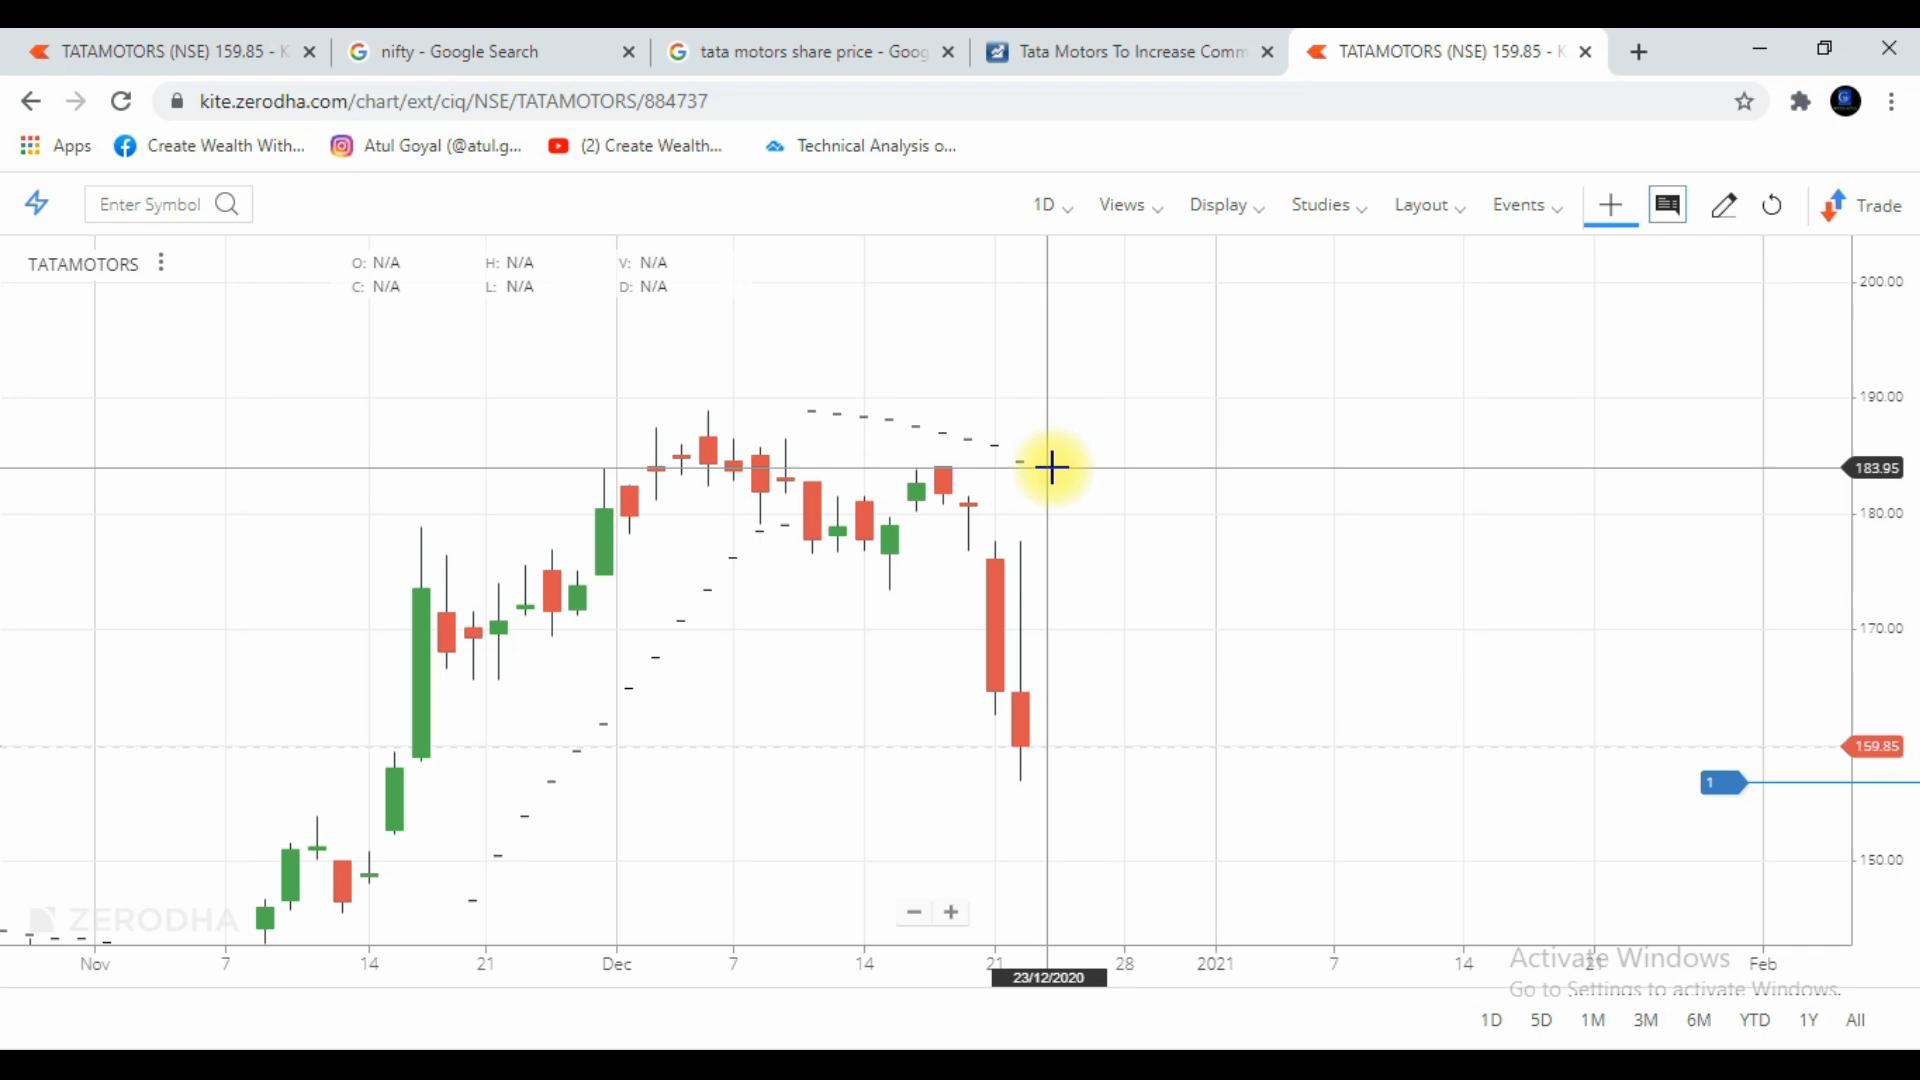 TATAMOTORS (NSE) 159.85 - K
nifty - Google Search
tata motors share price - Goog
Tata Motors To Increase Comm
TATAMOTORS (NSE) 159.85 - K
kite.zerodha.com/chart/ext/ciq/NSE/TATAMOTORS/884737
Apps
Create Wealth With...
Atul Goyal (@atul.g...
(2) Create Wealth...
Technical Analysis o...
Enter Symbol
1D
Views
Display
Studies
Layout
Events
Trade
TATAMOTORS
O: N/A
H: N/A
V: N/A
C: N/A
L: N/A
D: N/A
200.00
190.00
183.95
180.00
170.00
159.85
1
150.00
ZERODHA
Nov
7
14
21
Dec
7
14
21
28
2021
7
14
21
Feb
23/12/2020
Activate Windows
Go to Settings to activate Windows.
1D
5D
1M
3M
6M
YTD
1Y
All